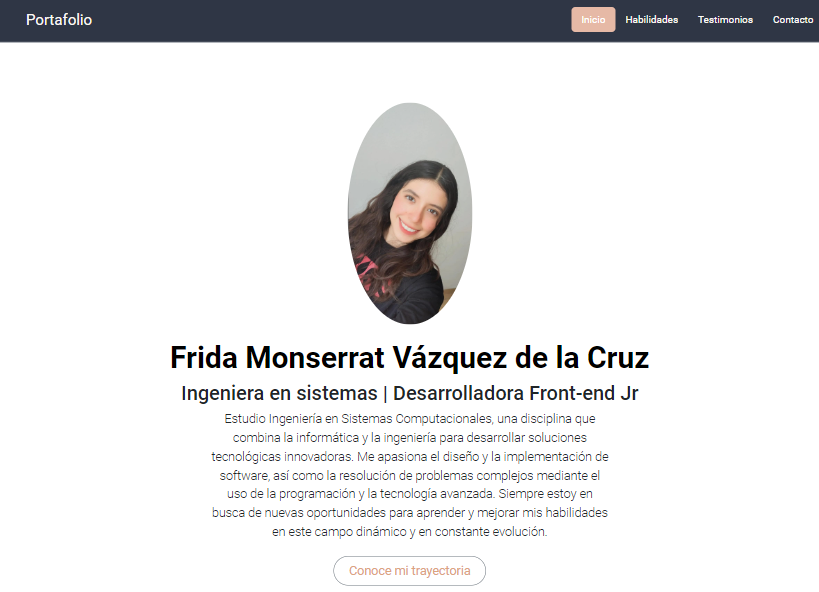 Portafolio
Inicio Habilidades Testimonios Contacto
Frida Monserrat Vázquez de la Cruz
Ingeniera en sistemas | Desarrolladora Front-end Jr
Estudio Ingeniería en Sistemas Computacionales, una disciplina que
combina la informática y la ingeniería para desarrollar soluciones
tecnológicas innovadoras. Me apasiona el diseño y la implementación de
software, así como la resolución de problemas complejos mediante el
uso de la programación y la tecnología avanzada. Siempre estoy en
busca de nuevas oportunidades para aprender y mejorar mis habilidades
en este campo dinámico y en constante evolución.
Conoce mi trayectoria